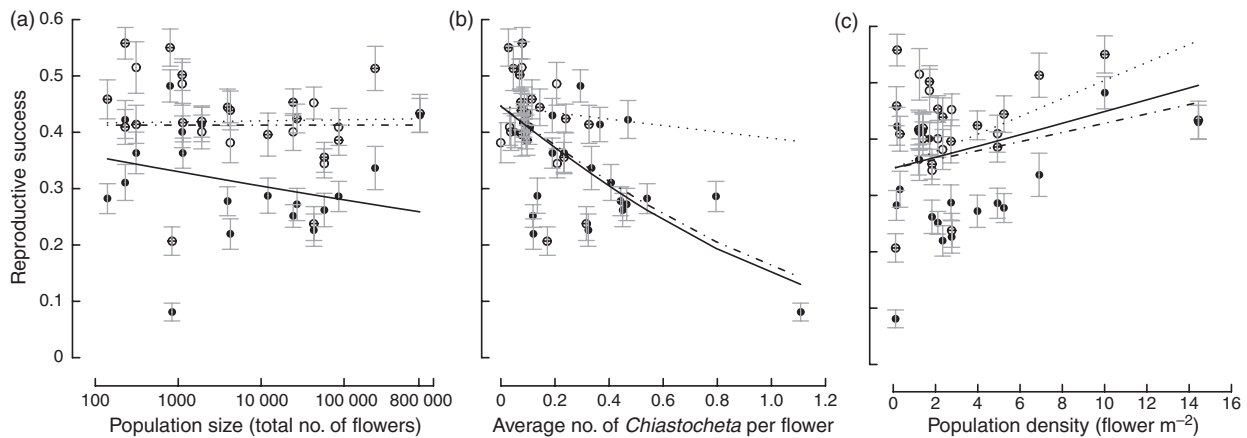 (a)
(b)
(c)
0.6
0.5
0.4
0.3
0.2
0.1
0
Reproductive success
100 1000 10 000 100 000 800 000
Population size (total no. of flowers)
0 0.2 0.4 0.6 0.8 1.0 1.2
Average no. of Chiastocheta per flower
0 2 4 6 8 10 12 14 16
Population density (flower m⁻²)